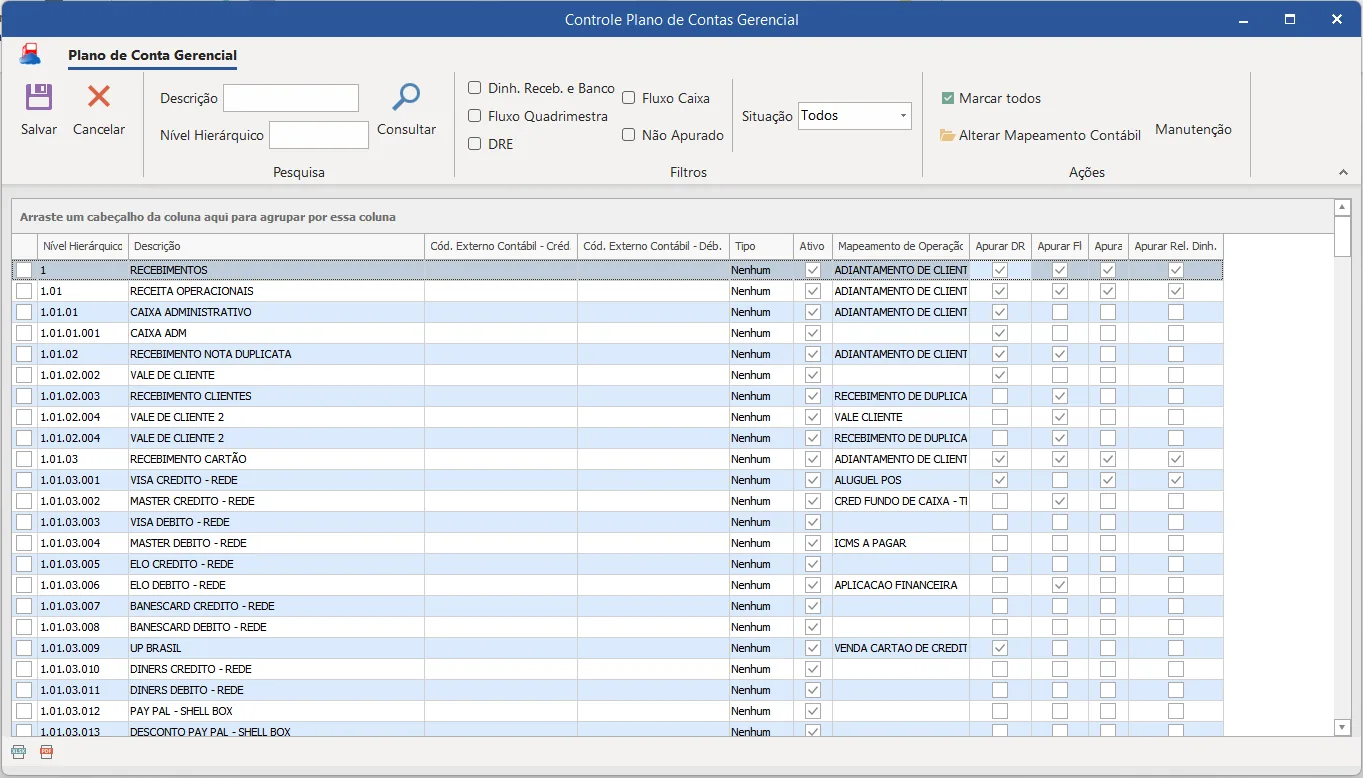 Controle Plano de Contas Gerencial
Plano de Conta Gerencial
Salvar
Cancelar
Descrição
Nível Hierárquico
Consultar
Pesquisa
Dinh. Receb. e Banco
Fluxo Quadrimestra
DRE
Fluxo Caixa
Não Apurado
Situação Todos
Filtros
Marcar todos
Alterar Mapeamento Contábil
Manutenção
Ações
Arraste um cabeçalho da coluna aqui para agrupar por essa coluna
Nível Hierárquico Descrição Cód. Externo Contábil - Créd. Cód. Externo Contábil - Déb. Tipo Ativo Mapeamento de Operação Apurar DR Apurar Fl Apura Apurar Rel. Dinh.
1 RECEBIMENTOS Nenhum ADIANTAMENTO DE CLIENT
1.01 RECEITA OPERACIONAIS Nenhum ADIANTAMENTO DE CLIENT
1.01.01 CAIXA ADMINISTRATIVO Nenhum ADIANTAMENTO DE CLIENT
1.01.01.001 CAIXA ADM Nenhum
1.01.02 RECEBIMENTO NOTA DUPLICATA Nenhum ADIANTAMENTO DE CLIENT
1.01.02.002 VALE DE CLIENTE Nenhum
1.01.02.003 RECEBIMENTO CLIENTES Nenhum RECEBIMENTO DE DUPLICA
1.01.02.004 VALE DE CLIENTE 2 Nenhum VALE CLIENTE
1.01.02.004 VALE DE CLIENTE 2 Nenhum RECEBIMENTO DE DUPLICA
1.01.03 RECEBIMENTO CARTÃO Nenhum ADIANTAMENTO DE CLIENT
1.01.03.001 VISA CREDITO - REDE Nenhum ALUGUEL POS
1.01.03.002 MASTER CREDITO - REDE Nenhum CRED FUNDO DE CAIXA - TI
1.01.03.003 VISA DEBITO - REDE Nenhum
1.01.03.004 MASTER DEBITO - REDE Nenhum ICMS A PAGAR
1.01.03.005 ELO CREDITO - REDE Nenhum
1.01.03.006 ELO DEBITO - REDE Nenhum APLICACAO FINANCEIRA
1.01.03.007 BANESCARD CREDITO - REDE Nenhum
1.01.03.008 BANESCARD DEBITO - REDE Nenhum
1.01.03.009 UP BRASIL Nenhum VENDA CARTAO DE CREDIT
1.01.03.010 DINERS CREDITO - REDE Nenhum
1.01.03.011 DINERS DEBITO - REDE Nenhum
1.01.03.012 PAY PAL - SHELL BOX Nenhum
1.01.03.013 DESCONTO PAY PAL - SHELL BOX Nenhum